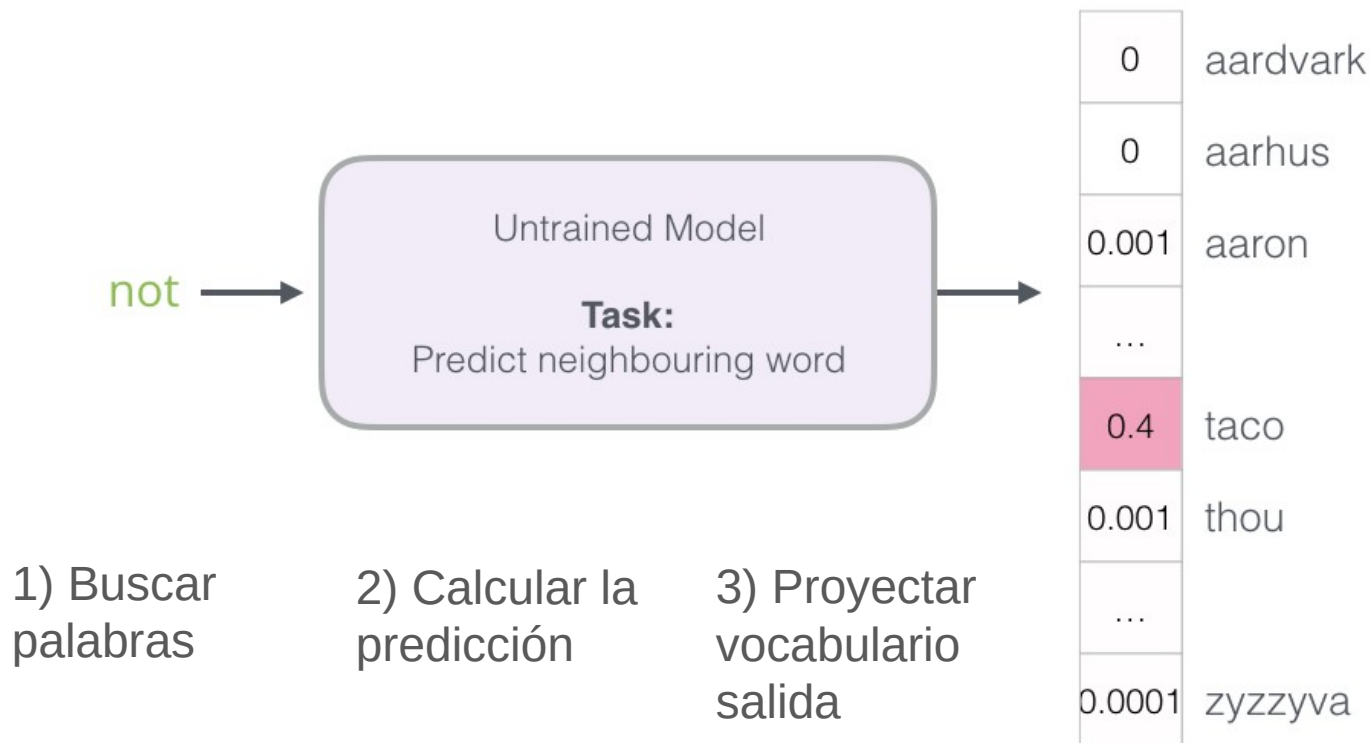 0 aardvark
0 aarhus
0.001 aaron
...
0.4 taco
0.001 thou
...
0.0001 zyzzyva
not
Untrained Model
Task:
Predict neighbouring word
1) Buscar
palabras
2) Calcular la
predicción
3) Proyectar
vocabulario
salida